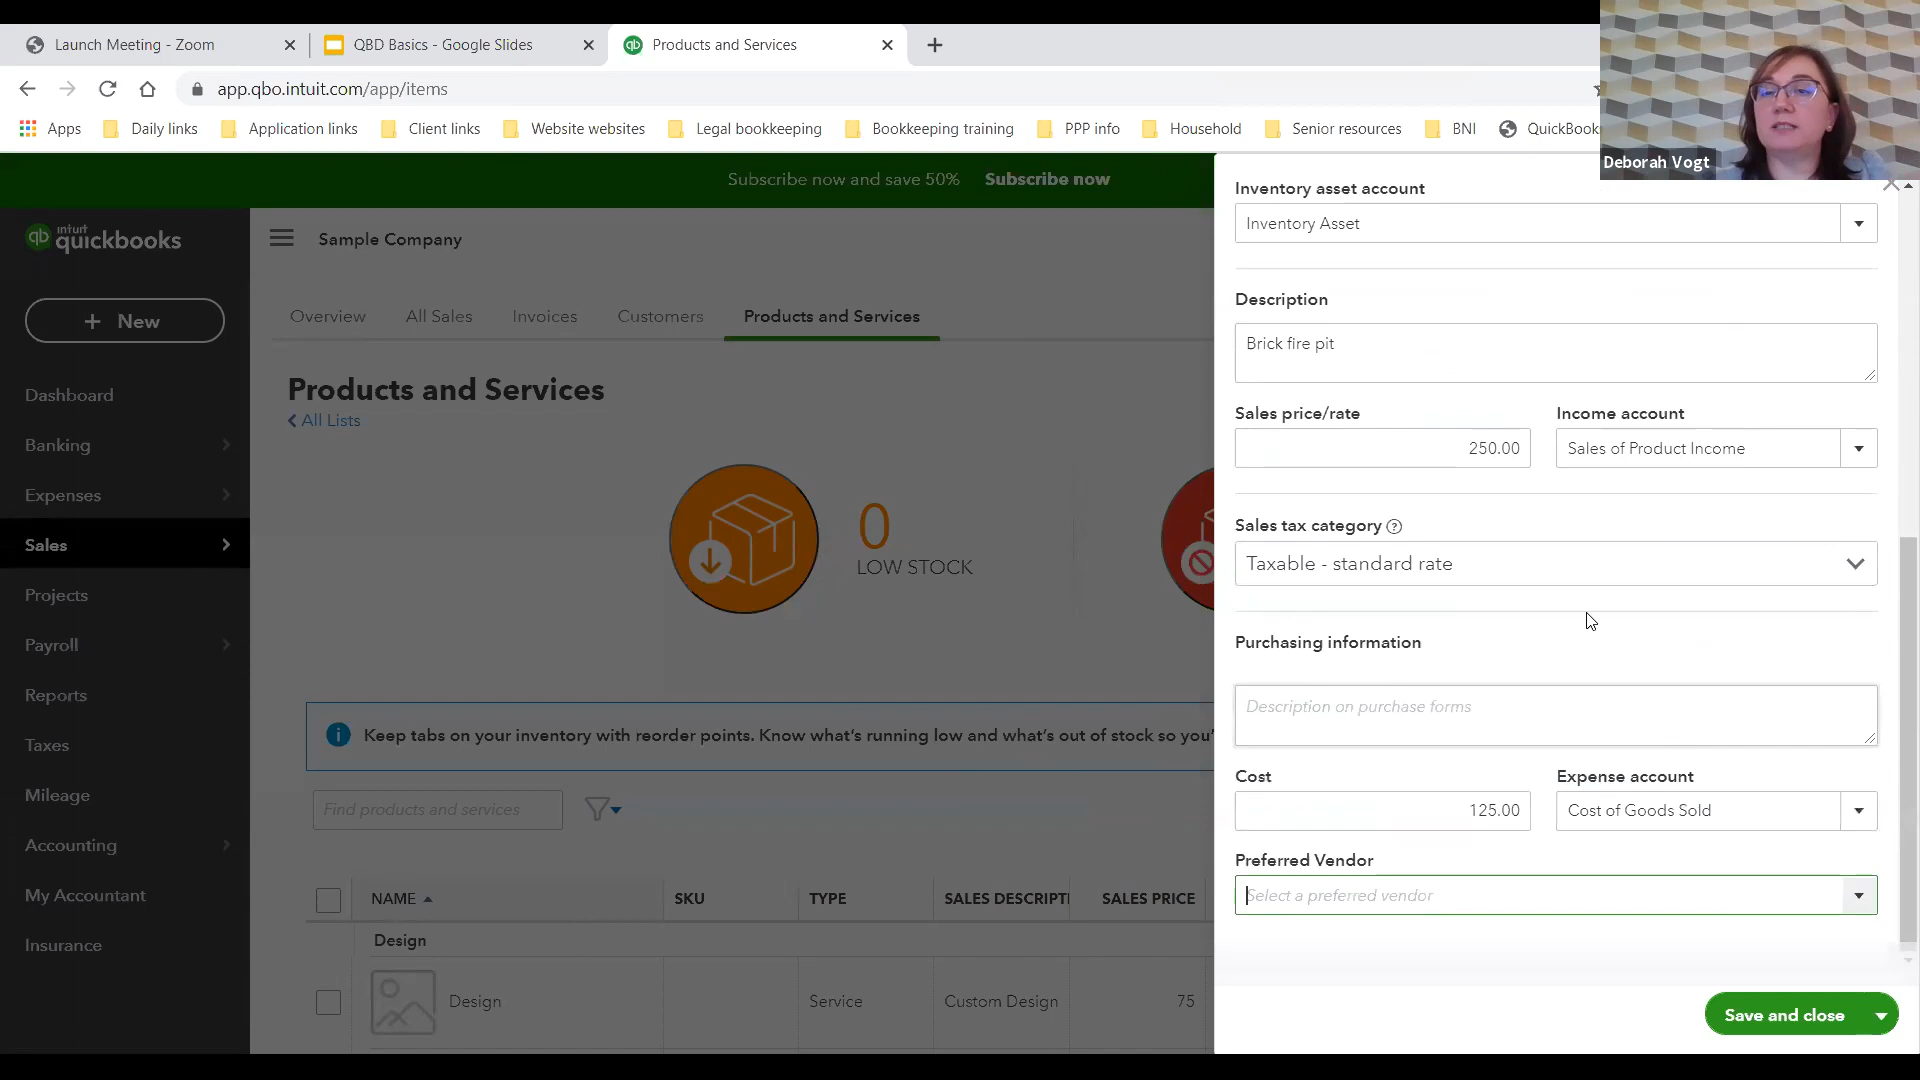 Launch Meeting - Zoom
QBD Basics - Google Slides
qb
Products and Services
app.qbo.intuit.com/app/items
Apps
Daily links
Application links
Client links
Website websites
Legal bookkeeping
Bookkeeping training
PPP info
Household
Senior resources
BNI
QuickBook
Deborah Vogt
Subscribe now and save 50%
Subscribe now
qb
intuit
quickbooks
+ New
Dashboard
Banking
Expenses
Sales
Projects
Payroll
Reports
Taxes
Mileage
Accounting
My Accountant
Insurance
Sample Company
Overview
All Sales
Invoices
Customers
Products and Services
Products and Services
All Lists
0
LOW STOCK
Keep tabs on your inventory with reorder points. Know what's running low and what's out of stock so you'
Find products and services
NAME
SKU
TYPE
SALES DESCRIPTI
SALES PRICE
Design
Design
Service
Custom Design
75
Inventory asset account
Inventory Asset
Description
Brick fire pit
Sales price/rate
Income account
250.00
Sales of Product Income
Sales tax category ?
Taxable - standard rate
Purchasing information
Description on purchase forms
Cost
Expense account
125.00
Cost of Goods Sold
Preferred Vendor
Select a preferred vendor
Save and close